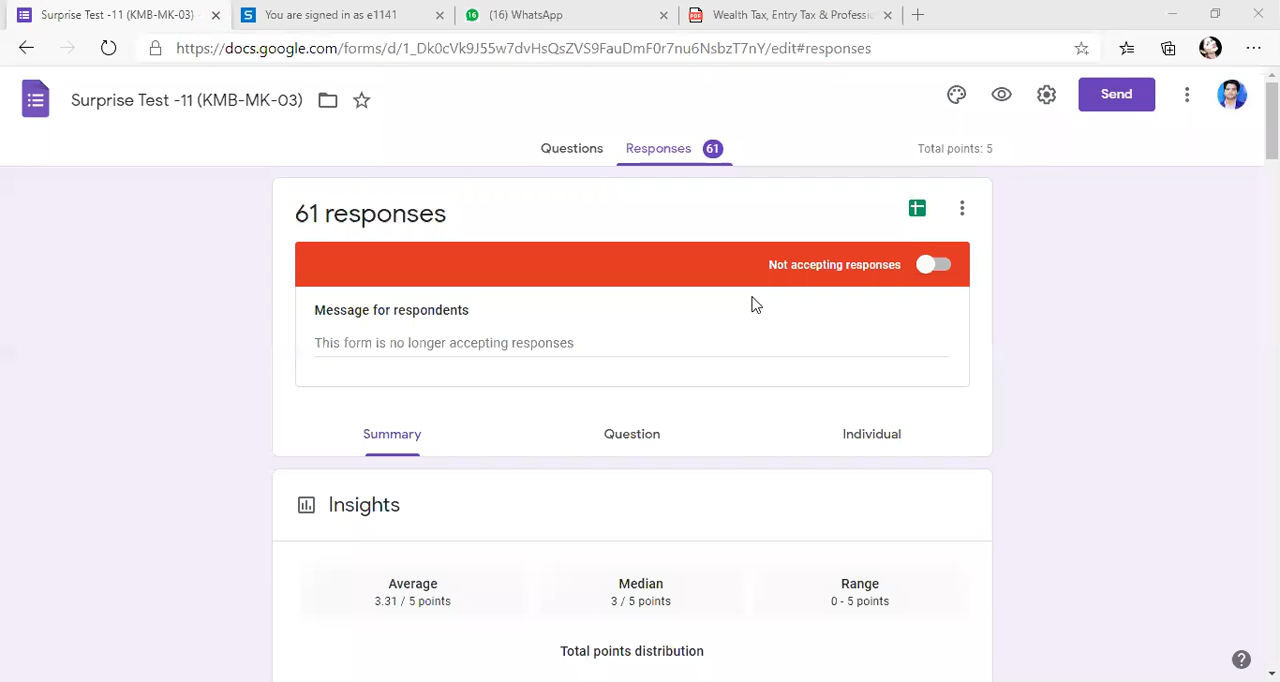 Surprise Test -11 (KMB-MK-03) -
You are signed in as e1141
(16) WhatsApp
Wealth Tax, Entry Tax & Professi
https://docs.google.com/forms/d/1_Dk0cVk9J55w7dvHsQsZVS9FauDmF0r7nu6NsbzT7nY/edit#responses
Surprise Test -11 (KMB-MK-03)
Send
Questions
Responses 61
Total points: 5
61 responses
Not accepting responses
Message for respondents
This form is no longer accepting responses
Summary
Question
Individual
Insights
Average
3.31 / 5 points
Median
3 / 5 points
Range
0 - 5 points
Total points distribution